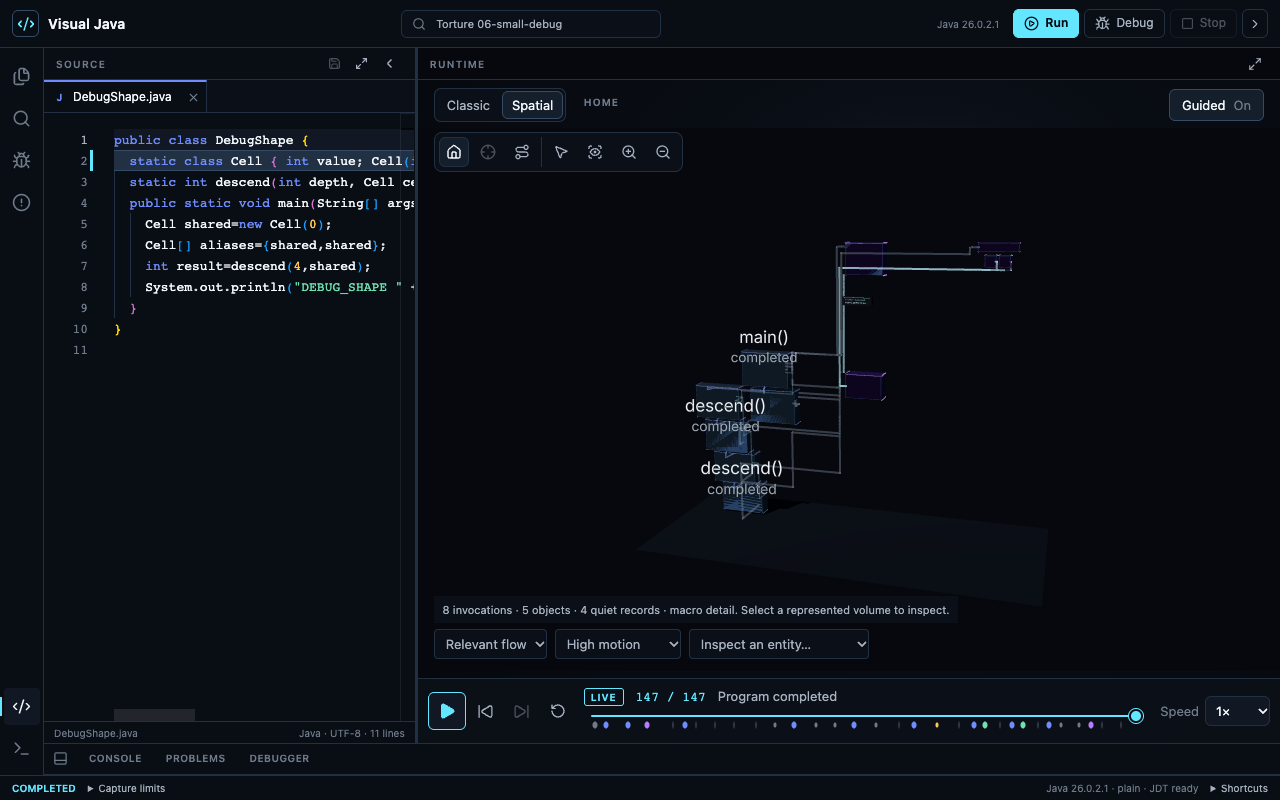 Visual Java
Torture 06-small-debug
Java 26.0.2.1
Run
Debug
Stop
SOURCE
J DebugShape.java
1 public class DebugShape {
2 static class Cell { int value; Cell(
3 static int descend(int depth, Cell ce
4 public static void main(String[] args
5 Cell shared=new Cell(0);
6 Cell[] aliases={shared,shared};
7 int result=descend(4,shared);
8 System.out.println("DEBUG_SHAPE " +
9 }
10 }
11
DebugShape.java
Java · UTF-8 · 11 lines
RUNTIME
Classic
Spatial
HOME
Guided On
main()
completed
descend()
completed
descend()
completed
8 invocations · 5 objects · 4 quiet records · macro detail. Select a represented volume to inspect.
Relevant flow
High motion
Inspect an entity...
LIVE
147 / 147
Program completed
Speed
1×
CONSOLE
PROBLEMS
DEBUGGER
COMPLETED
Capture limits
Java 26.0.2.1 · plain · JDT ready
Shortcuts